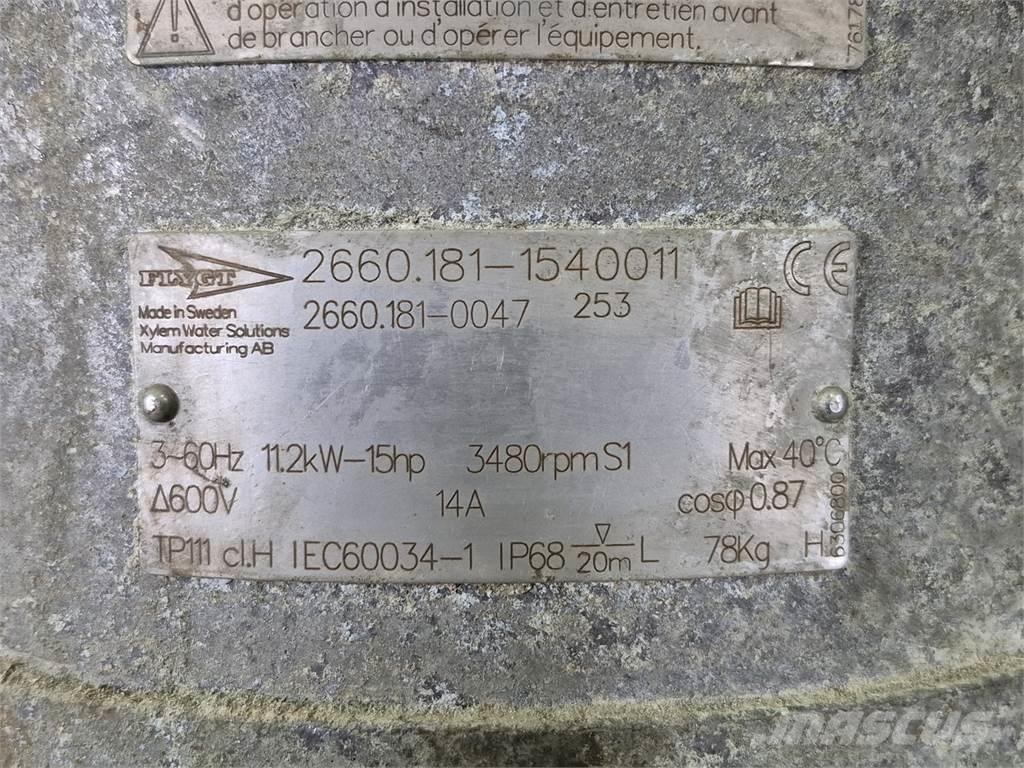 d'opération d'installation et d'entretien avant
de brancher ou d'opérer l'équipement.
FLYGT
2660.181-1540011
CE
Made in Sweden
Xylem Water Solutions
Manufacturing AB
2660.181-0047 253
3~60Hz 11.2kW-15hp 3480rpm S1 Max 40°C
Δ600V 14A cosφ 0.87
TP111 cl.H IEC60034-1 IP68 ∇/20m L 78Kg H
6306800
MASCUS